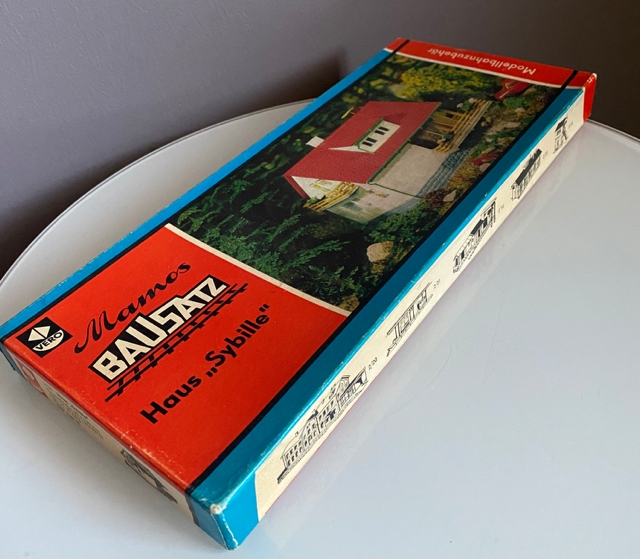 Modellbahnzubehör
VERO
Mamos
BAUSATZ
Haus „Sybille“